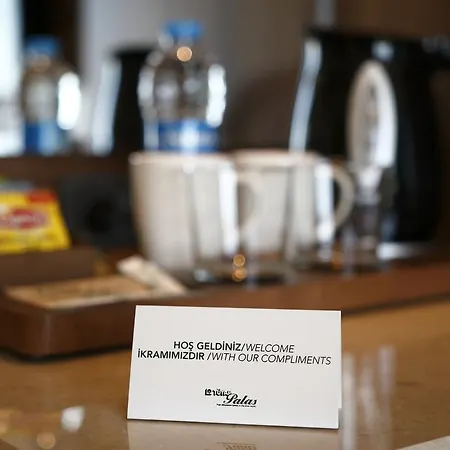 HOŞ GELDİNİZ/WELCOME
İKRAMIMIZDIR /WITH OUR COMPLIMENTS
Palas